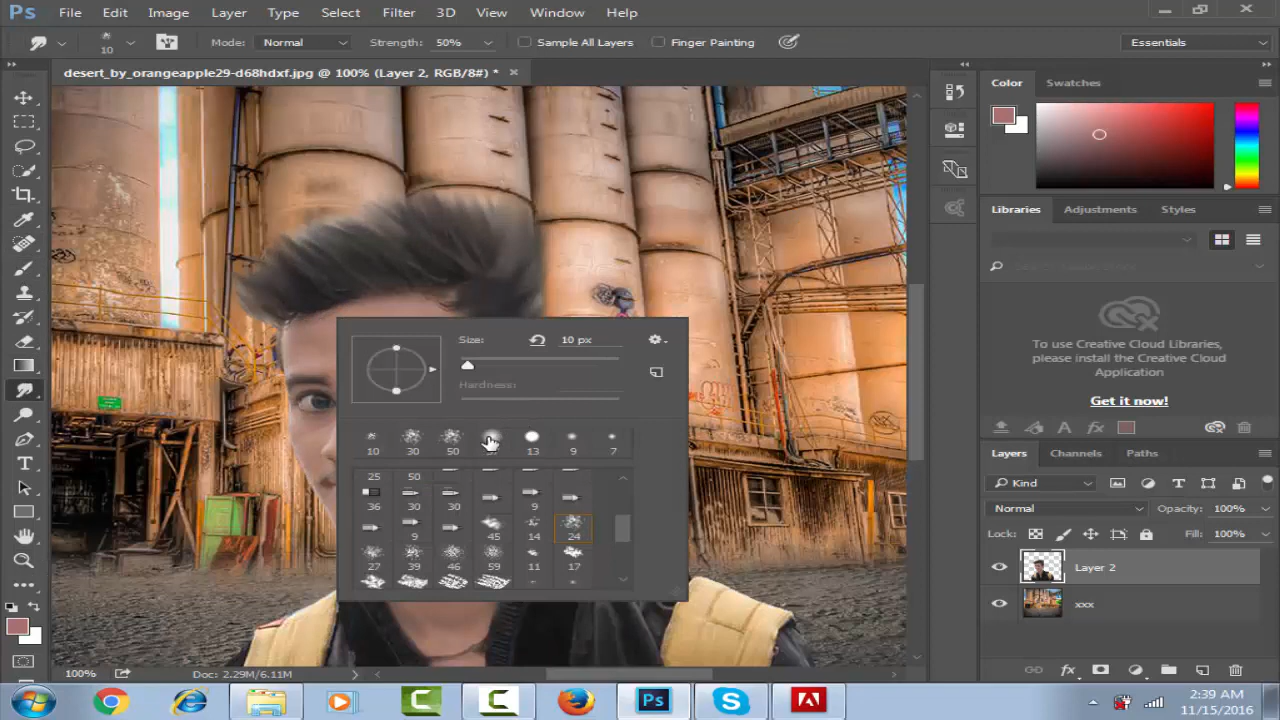 Ps File Edit Image Layer Type Select Filter 3D View Window Help
10 Mode: Normal Strength: 50% Sample All Layers Finger Painting Essentials
desert_by_orangeapple29-d68hdxf.jpg @ 100% (Layer 2, RGB/8#) * ×
Color Swatches
Libraries Adjustments Styles
To use Creative Cloud Libraries,
please install the Creative Cloud
Application
Get it now!
Size: 10 px
Hardness:
10 30 50 13 9 7
25 50
36 30 30 9
9 45 14 24
27 39 46 59 11 17
Layers Channels Paths
Kind
Normal Opacity: 100%
Lock: Fill: 100%
Layer 2
xxx
100% Doc: 2.29M/6.11M
Ps
2:39 AM
11/15/2016